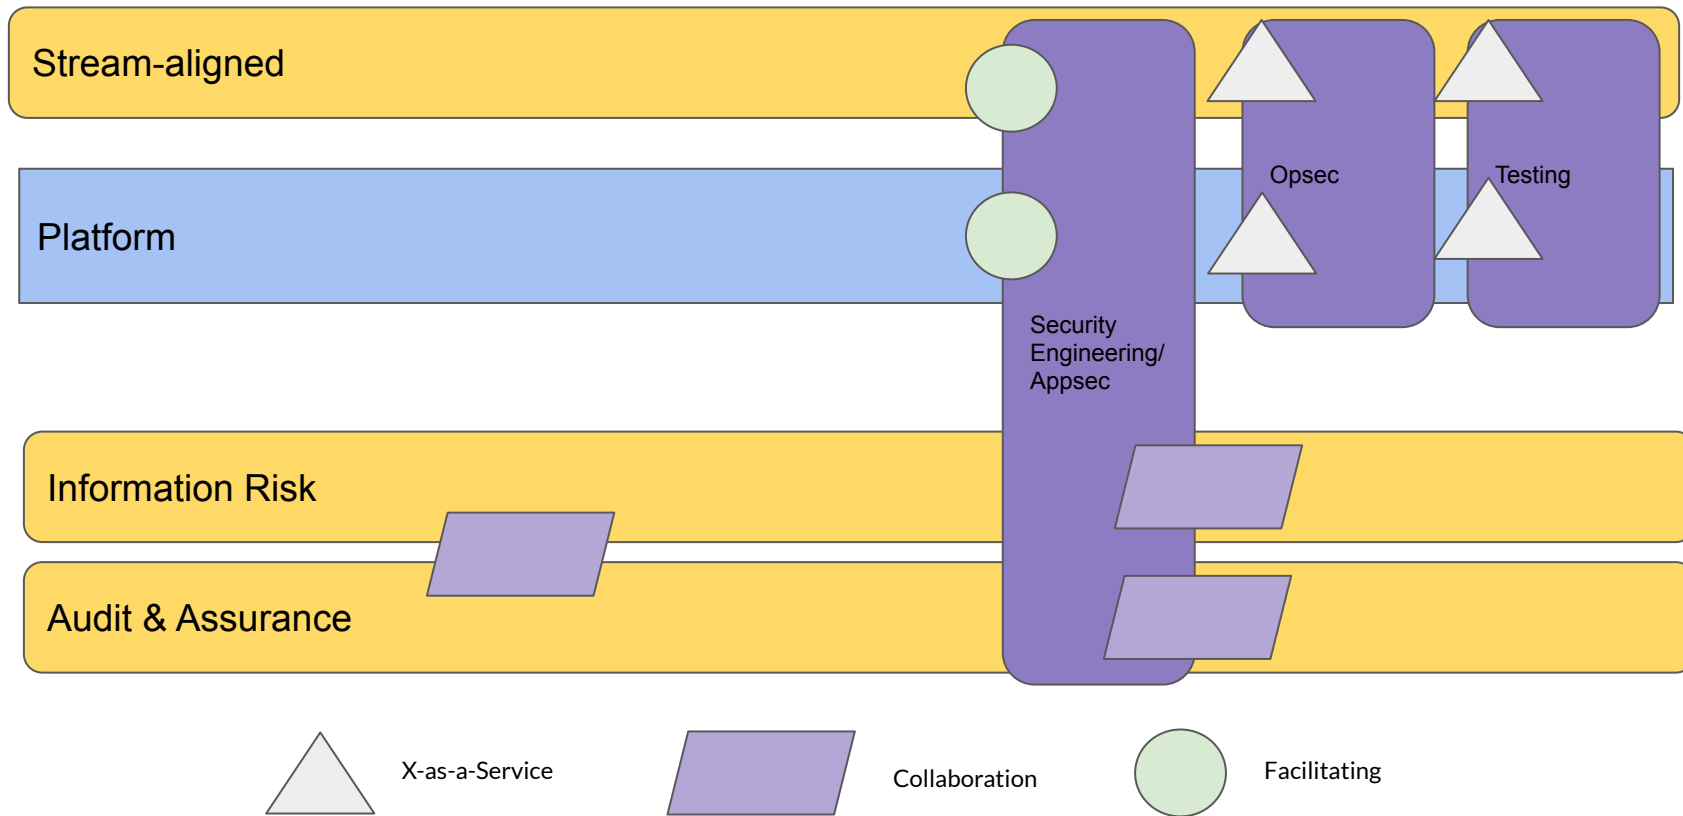 Stream-aligned
Opsec
Testing
Platform
Security
Engineering/
Appsec
Information Risk
Audit & Assurance
X-as-a-Service
Collaboration
Facilitating